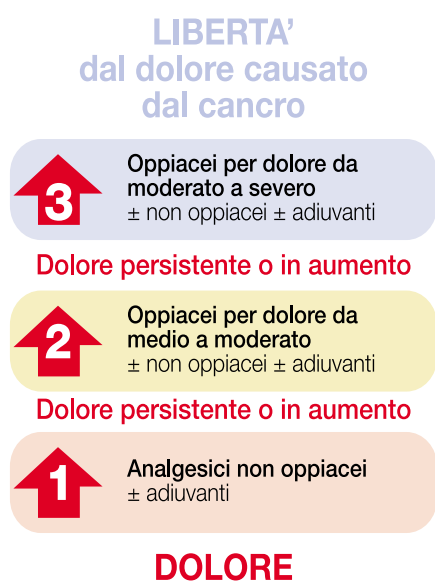 LIBERTA'
dal dolore causato
dal cancro
3
Oppiacei per dolore da
moderato a severo
± non oppiacei ± adiuvanti
Dolore persistente o in aumento
2
Oppiacei per dolore da
medio a moderato
± non oppiacei ± adiuvanti
Dolore persistente o in aumento
1
Analgesici non oppiacei
± adiuvanti
DOLORE